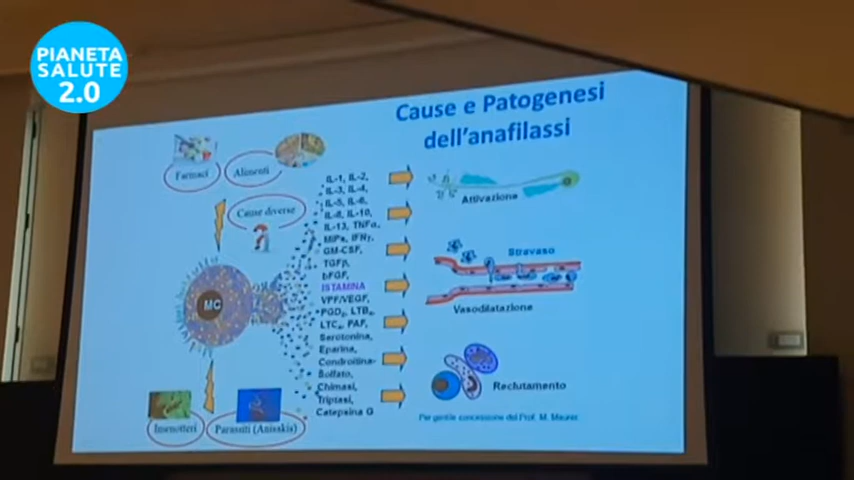 PIANETA
SALUTE
2.0
Cause e Patogenesi
dell'anafilassi
Farmaci
Alimenti
Cause diverse
MC
Imenotteri
Parassiti (Anisakis)
IL-1, IL-2,
IL-3, IL-4,
IL-5, IL-6,
IL-8, IL-10,
IL-13, TNFα,
MIPs, IFNγ,
GM-CSF,
TGFβ,
bFGF,
ISTAMINA
VPF/VEGF,
PGD₂, LTB₄,
LTC₄, PAF,
Serotonina,
Eparina,
Condroitina-
Solfato,
Chimasi,
Triptasi,
Catepsina G
Attivazione
Stravaso
Vasodilatazione
Reclutamento
Per gentile concessione del Prof. M. Maurer